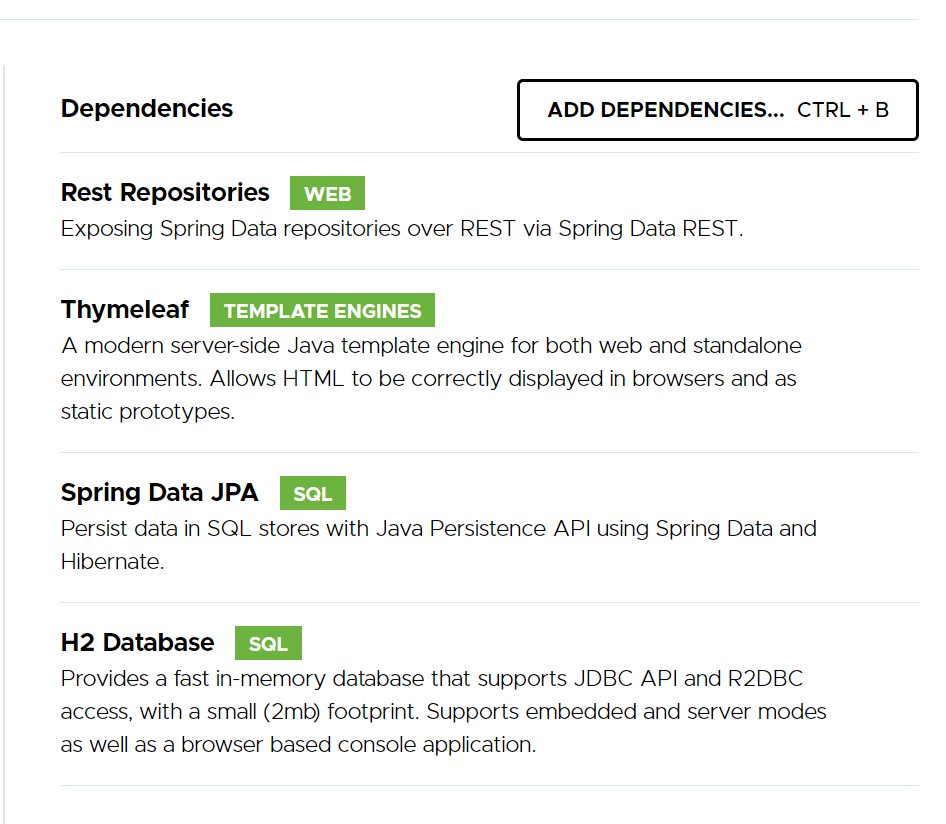 Dependencies
ADD DEPENDENCIES... CTRL + B
Rest Repositories WEB
Exposing Spring Data repositories over REST via Spring Data REST.
Thymeleaf TEMPLATE ENGINES
A modern server-side Java template engine for both web and standalone
environments. Allows HTML to be correctly displayed in browsers and as
static prototypes.
Spring Data JPA SQL
Persist data in SQL stores with Java Persistence API using Spring Data and
Hibernate.
H2 Database SQL
Provides a fast in-memory database that supports JDBC API and R2DBC
access, with a small (2mb) footprint. Supports embedded and server modes
as well as a browser based console application.